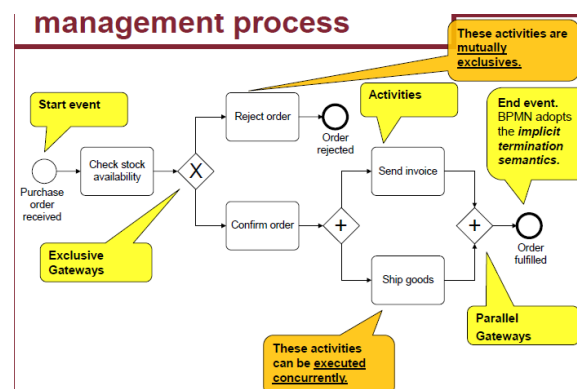 management process
These activities are
mutually
exclusives.
Start event
Activities
End event.
BPMN adopts
the implicit
termination
semantics.
Reject order
Order
rejected
Check stock
availability
X
Send invoice
Purchase
order
received
Confirm order
+
+
Order
fulfilled
Exclusive
Gateways
Ship goods
Parallel
Gateways
These activities
can be executed
concurrently.